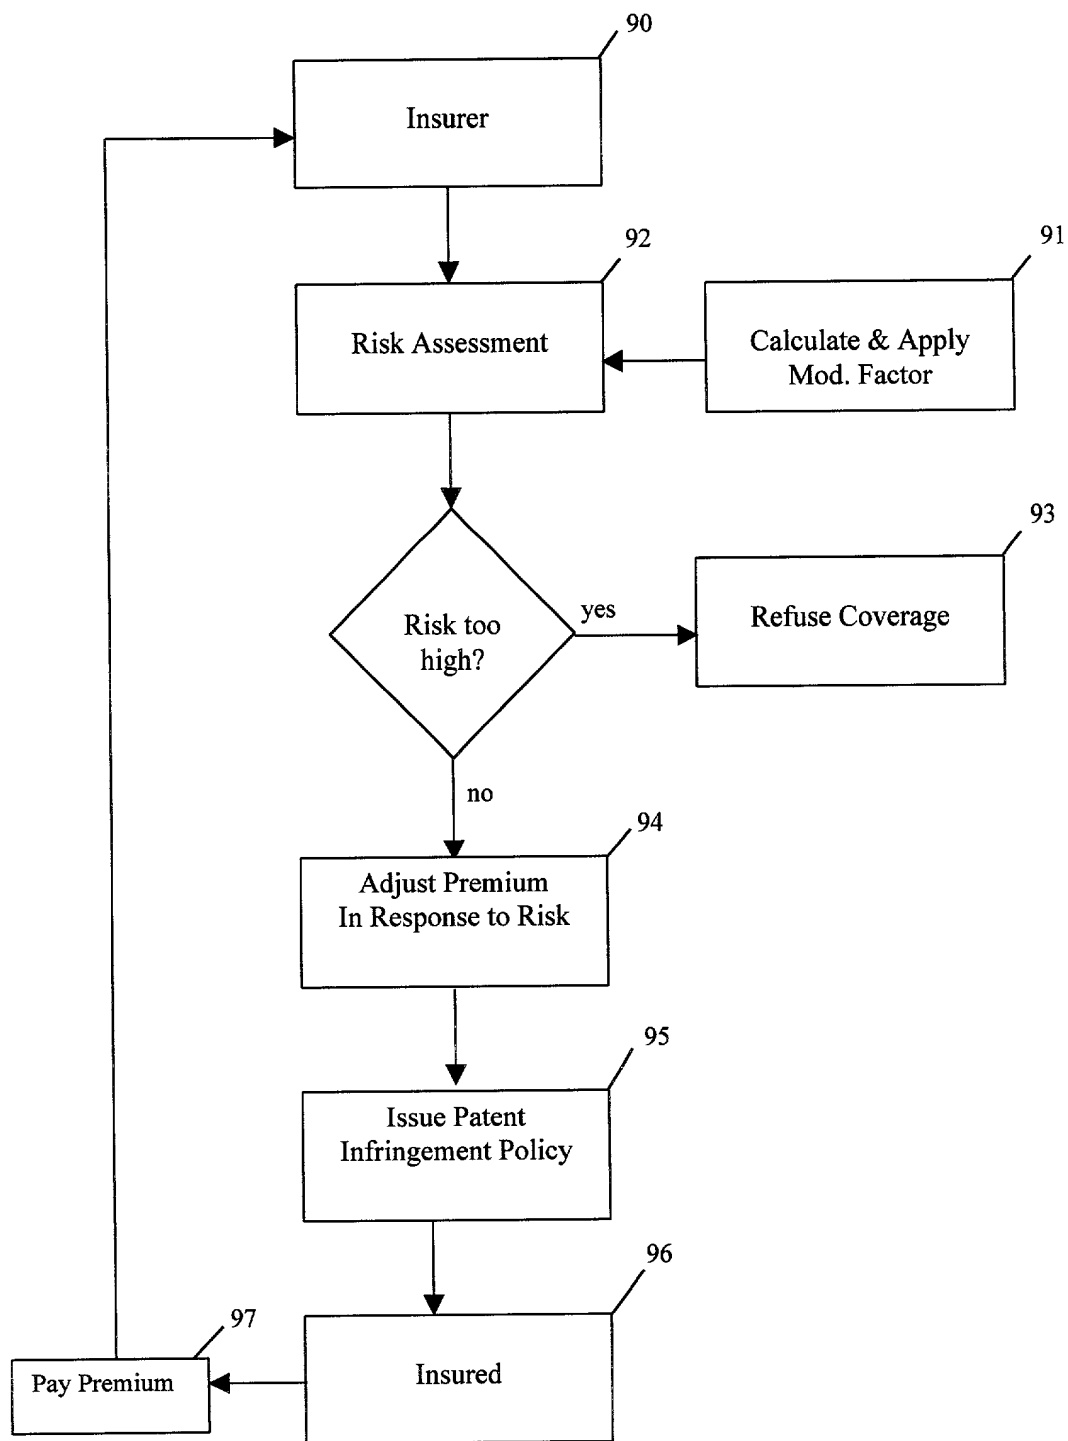 90
Insurer
92
91
Risk Assessment
Calculate & Apply
Mod. Factor
93
Risk too
high?
yes
Refuse Coverage
no
94
Adjust Premium
In Response to Risk
95
Issue Patent
Infringement Policy
96
97
Insured
Pay Premium